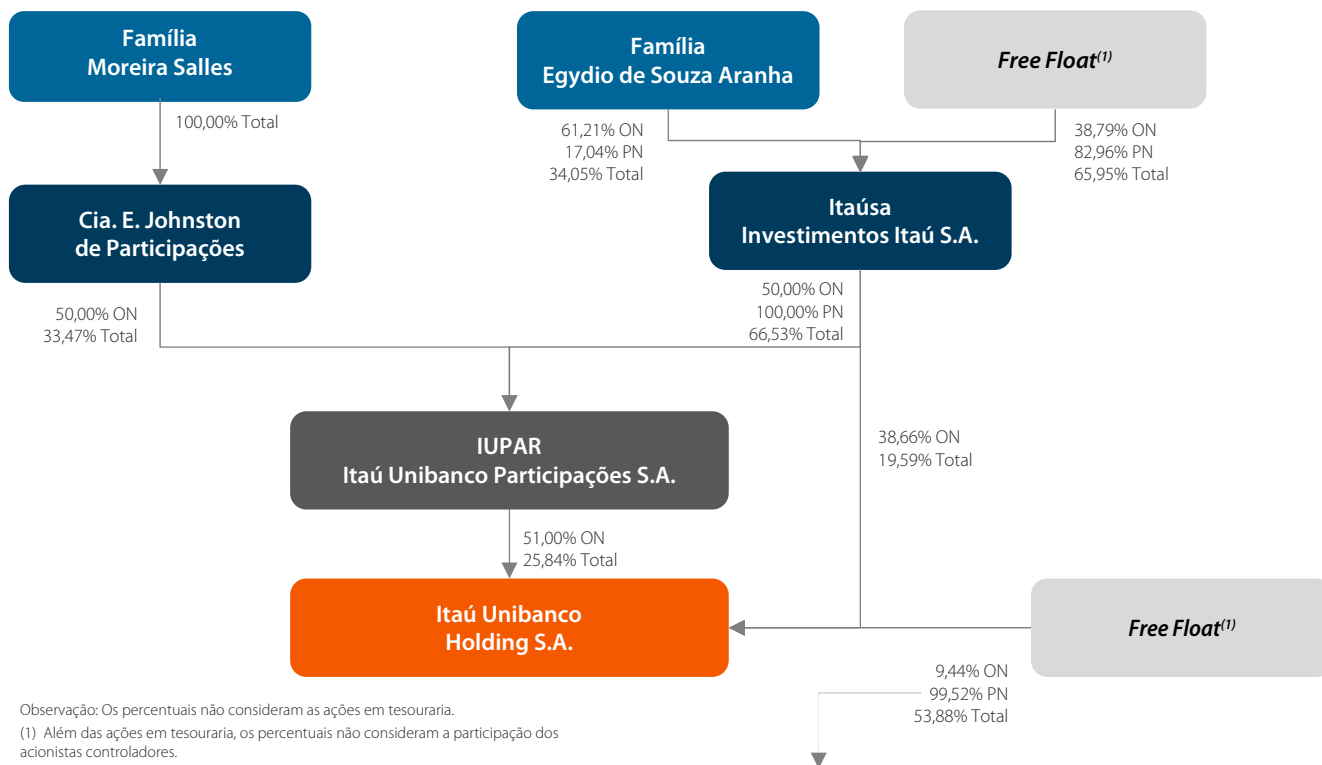 Família
Moreira Salles
Família
Egydio de Souza Aranha
Free Float(1)
100,00% Total
61,21% ON
17,04% PN
34,05% Total
38,79% ON
82,96% PN
65,95% Total
Cia. E. Johnston
de Participações
Itaúsa
Investimentos Itaú S.A.
50,00% ON
33,47% Total
50,00% ON
100,00% PN
66,53% Total
IUPAR
Itaú Unibanco Participações S.A.
38,66% ON
19,59% Total
51,00% ON
25,84% Total
Itaú Unibanco
Holding S.A.
Free Float(1)
9,44% ON
99,52% PN
53,88% Total
Observação: Os percentuais não consideram as ações em tesouraria.
(1) Além das ações em tesouraria, os percentuais não consideram a participação dos
acionistas controladores.